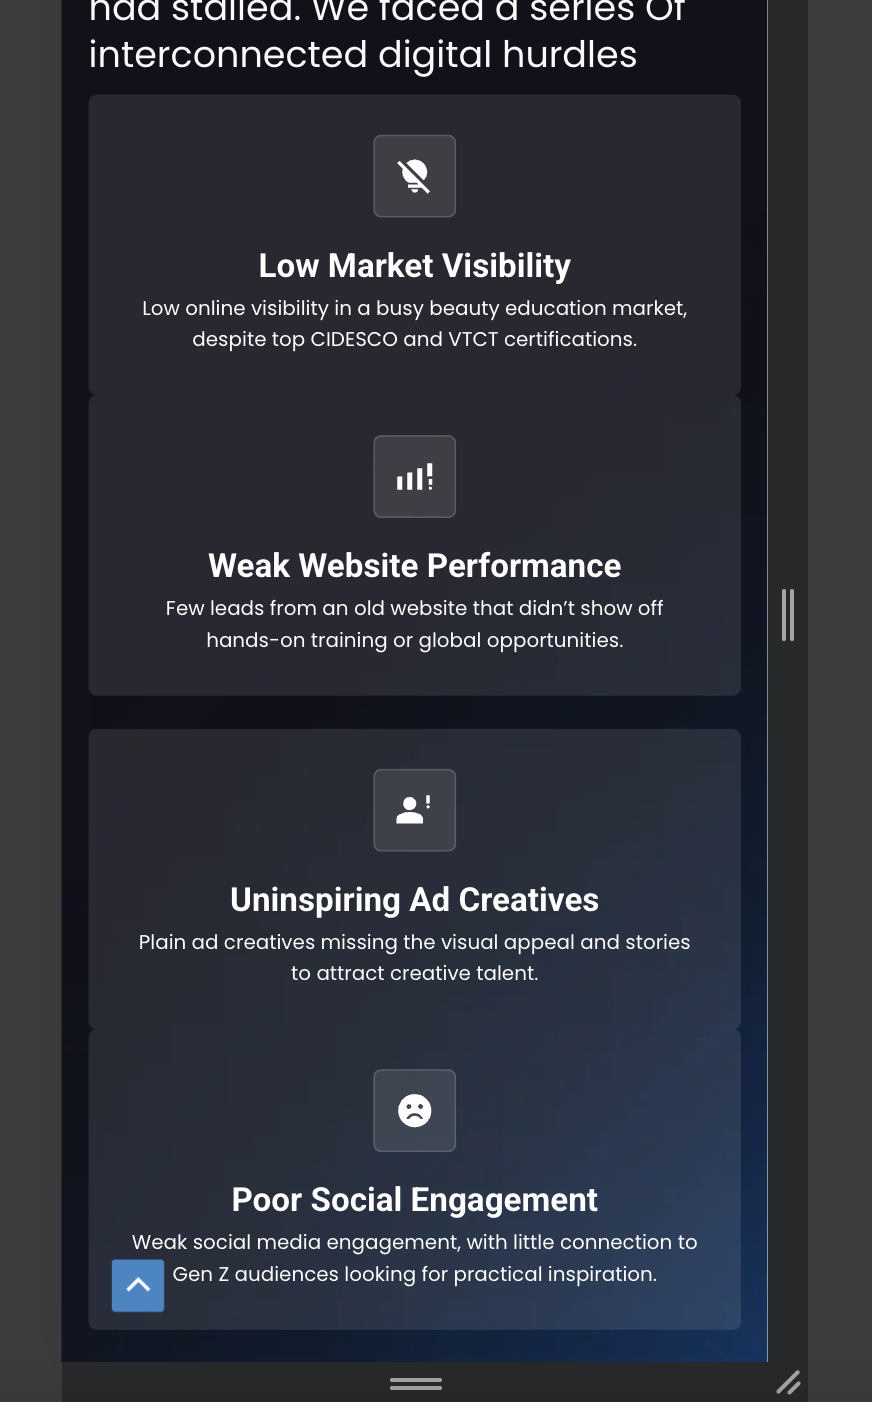 had stalled. We faced a series Of
interconnected digital hurdles
Low Market Visibility
Low online visibility in a busy beauty education market,
despite top CIDESCO and VTCT certifications.
Weak Website Performance
Few leads from an old website that didn’t show off
hands-on training or global opportunities.
Uninspiring Ad Creatives
Plain ad creatives missing the visual appeal and stories
to attract creative talent.
Poor Social Engagement
Weak social media engagement, with little connection to
Gen Z audiences looking for practical inspiration.